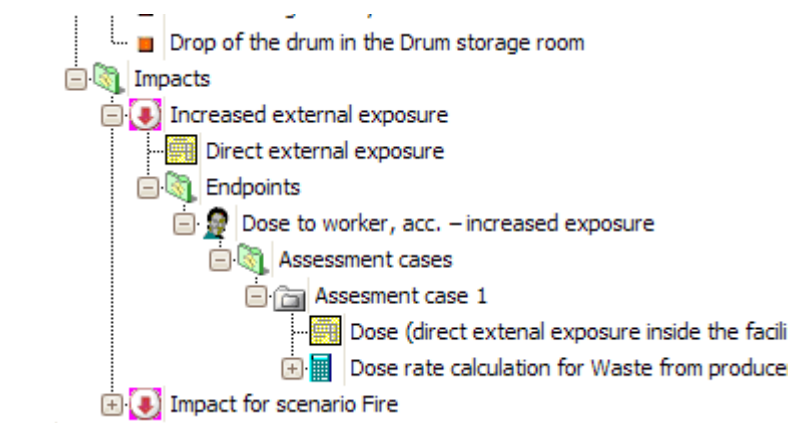 Drop of the drum in the Drum storage room
Impacts
Increased external exposure
Direct external exposure
Endpoints
Dose to worker, acc. – increased exposure
Assessment cases
Assesment case 1
Dose (direct extenal exposure inside the facili
Dose rate calculation for Waste from produce
Impact for scenario Fire